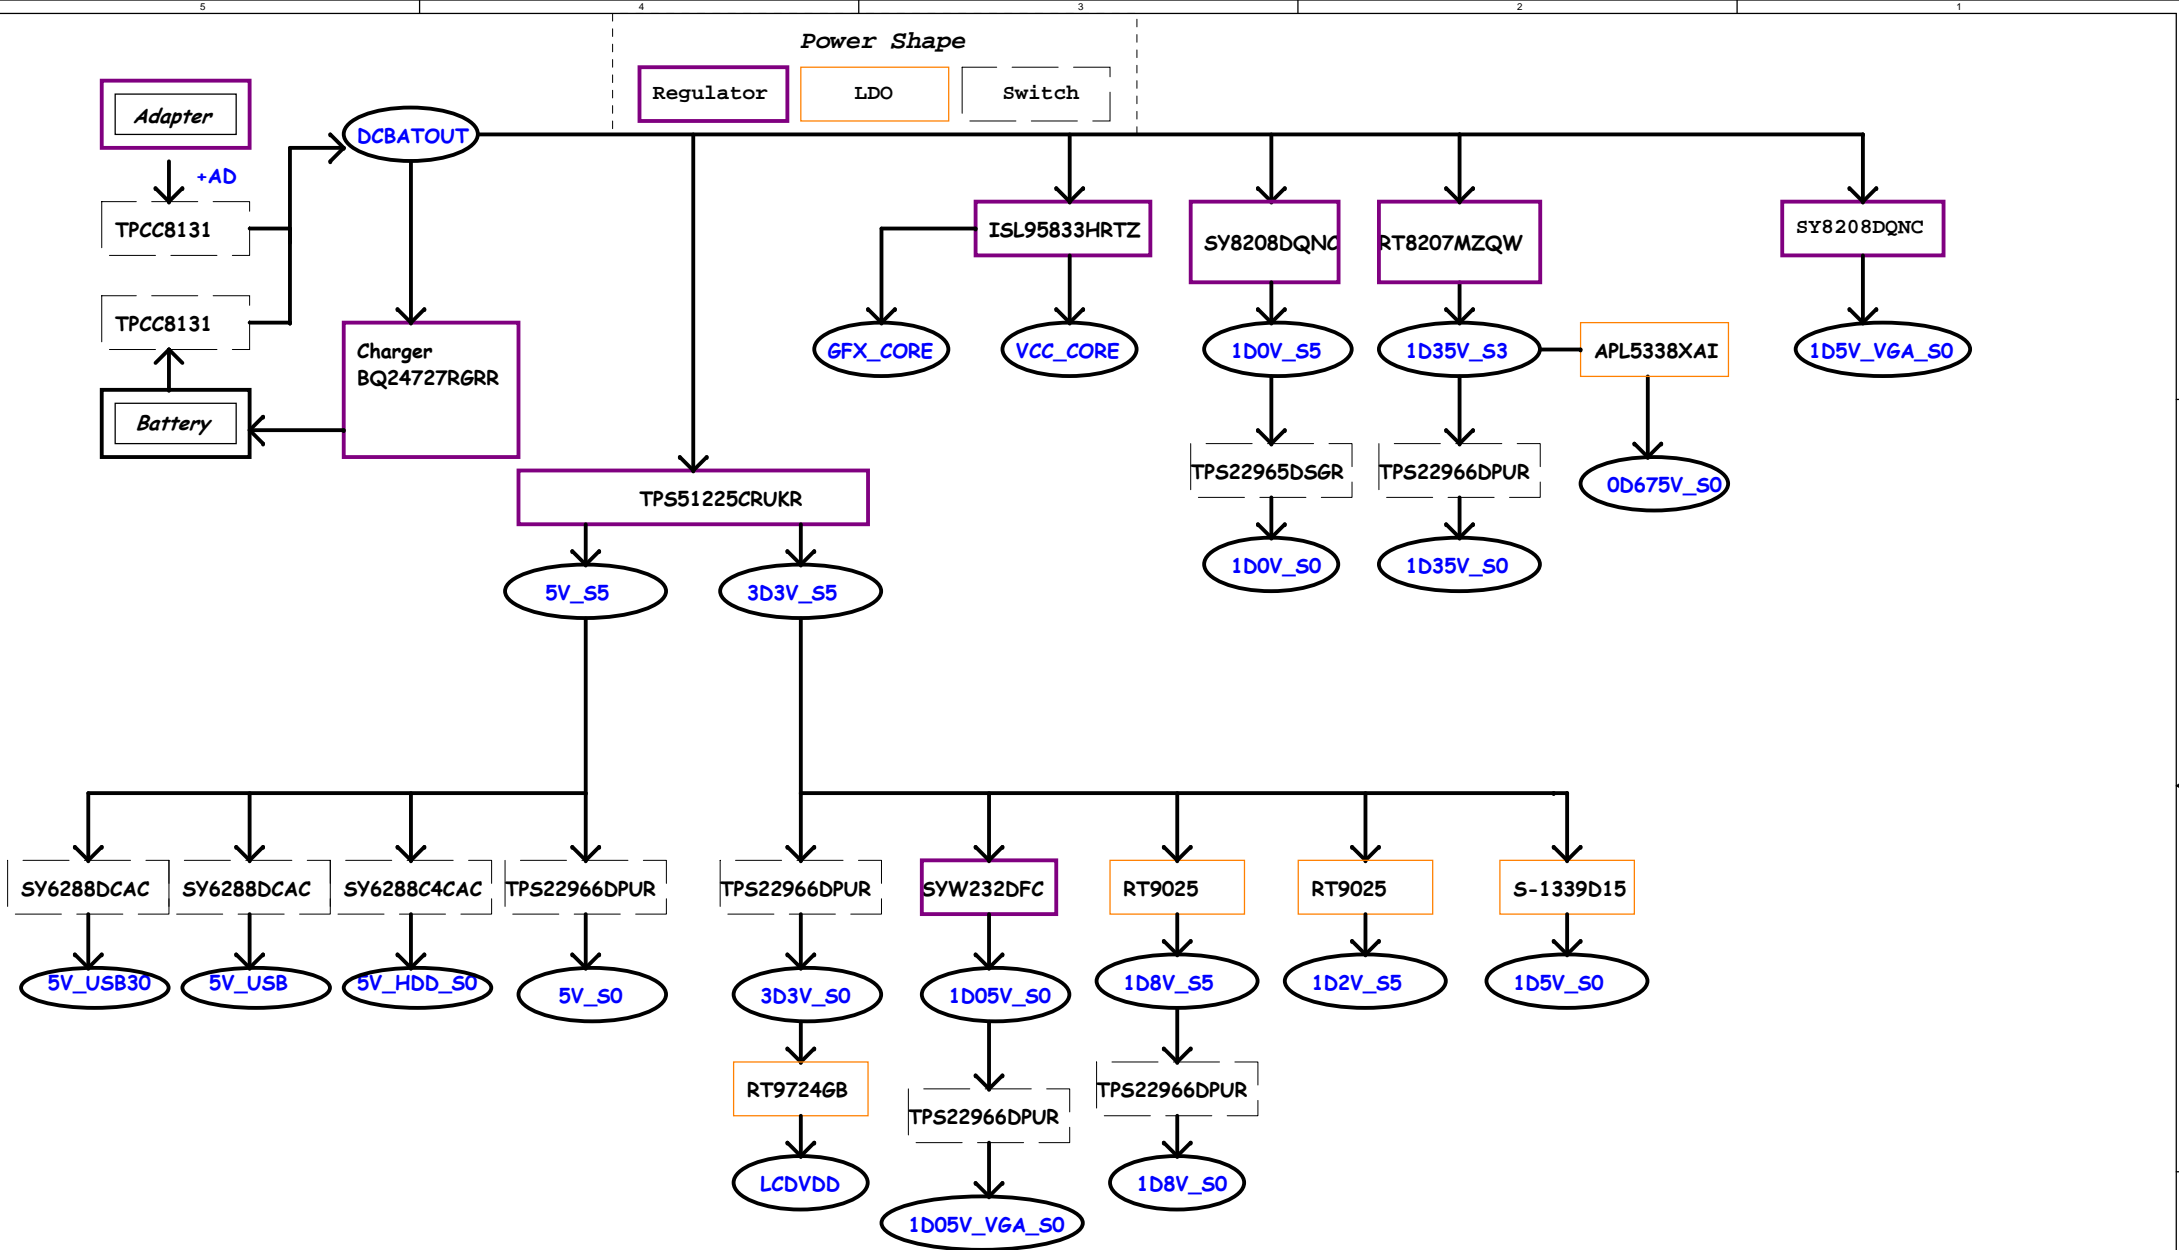 5 4 3 2 1
Power Shape
Regulator LDO Switch
Adapter
+AD
DCBATOUT
TPCC8131
TPCC8131
Battery
Charger
BQ24727RGRR
ISL95833HRTZ
SY8208DQNC
RT8207MZQW
SY8208DQNC
GFX_CORE
VCC_CORE
1D0V_S5
1D35V_S3
APL5338XAI
1D5V_VGA_S0
TPS22965DSGR
TPS22966DPUR
0D675V_S0
TPS51225CRUKR
1D0V_S0
1D35V_S0
5V_S5
3D3V_S5
SY6288DCAC
SY6288DCAC
SY6288C4CAC
TPS22966DPUR
TPS22966DPUR
SYW232DFC
RT9025
RT9025
S-1339D15
5V_USB30
5V_USB
5V_HDD_S0
5V_S0
3D3V_S0
1D05V_S0
1D8V_S5
1D2V_S5
1D5V_S0
RT9724GB
TPS22966DPUR
TPS22966DPUR
LCDVDD
1D05V_VGA_S0
1D8V_S0